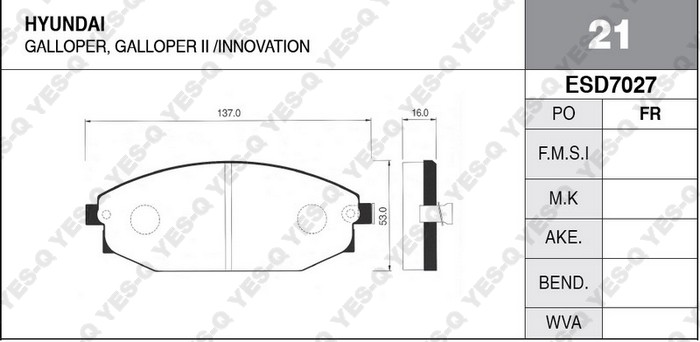 HYUNDAI
GALLOPER, GALLOPER II /INNOVATION
21
ESD7027
PO FR
F.M.S.I
M.K
AKE.
BEND.
WVA
137.0
16.0
53.0
YES-Q YES-Q YES-Q YES-Q YES-Q